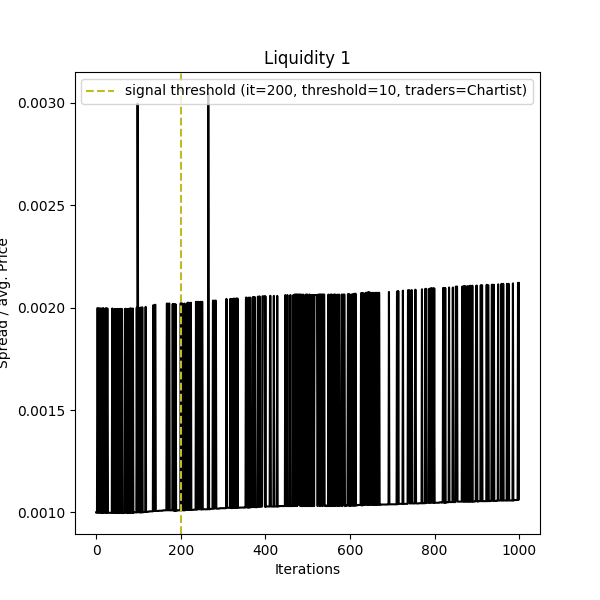 Liquidity 1
signal threshold (it=200, threshold=10, traders=Chartist)
Spread / avg. Price
0.0030
0.0025
0.0020
0.0015
0.0010
0 200 400 600 800 1000
Iterations